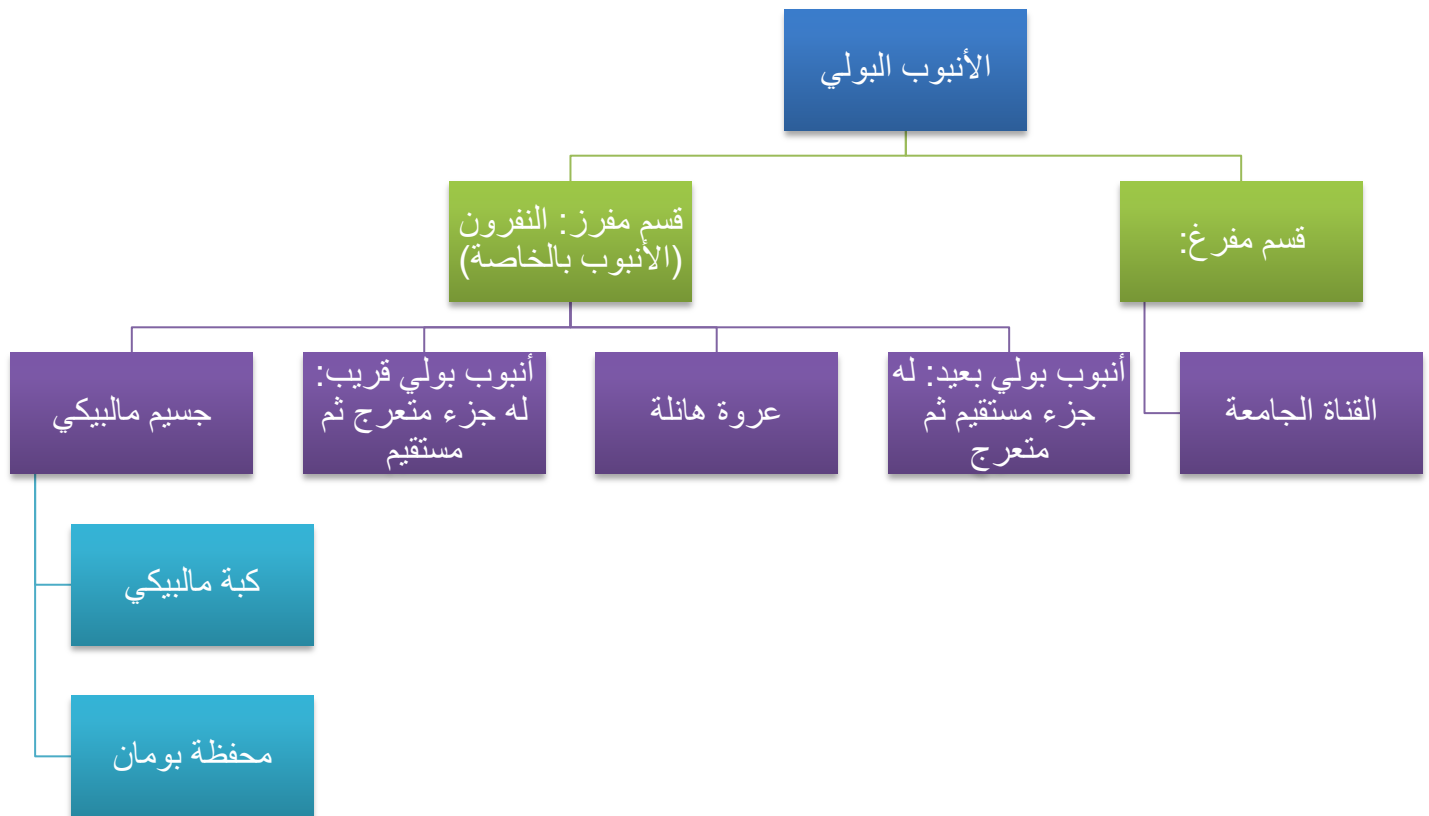 الأنبوب البولي
قسم مفرغ:
قسم مفرز: النفرون
(الأنبوب بالخاصة)
القناة الجامعة
أنبوب بولي بعيد: له
جزء مستقيم ثم
متعرج
عروة هانلة
أنبوب بولي قريب:
له جزء متعرج ثم
مستقيم
جسيم مالبيكي
كبة مالبيكي
محفظة بومان